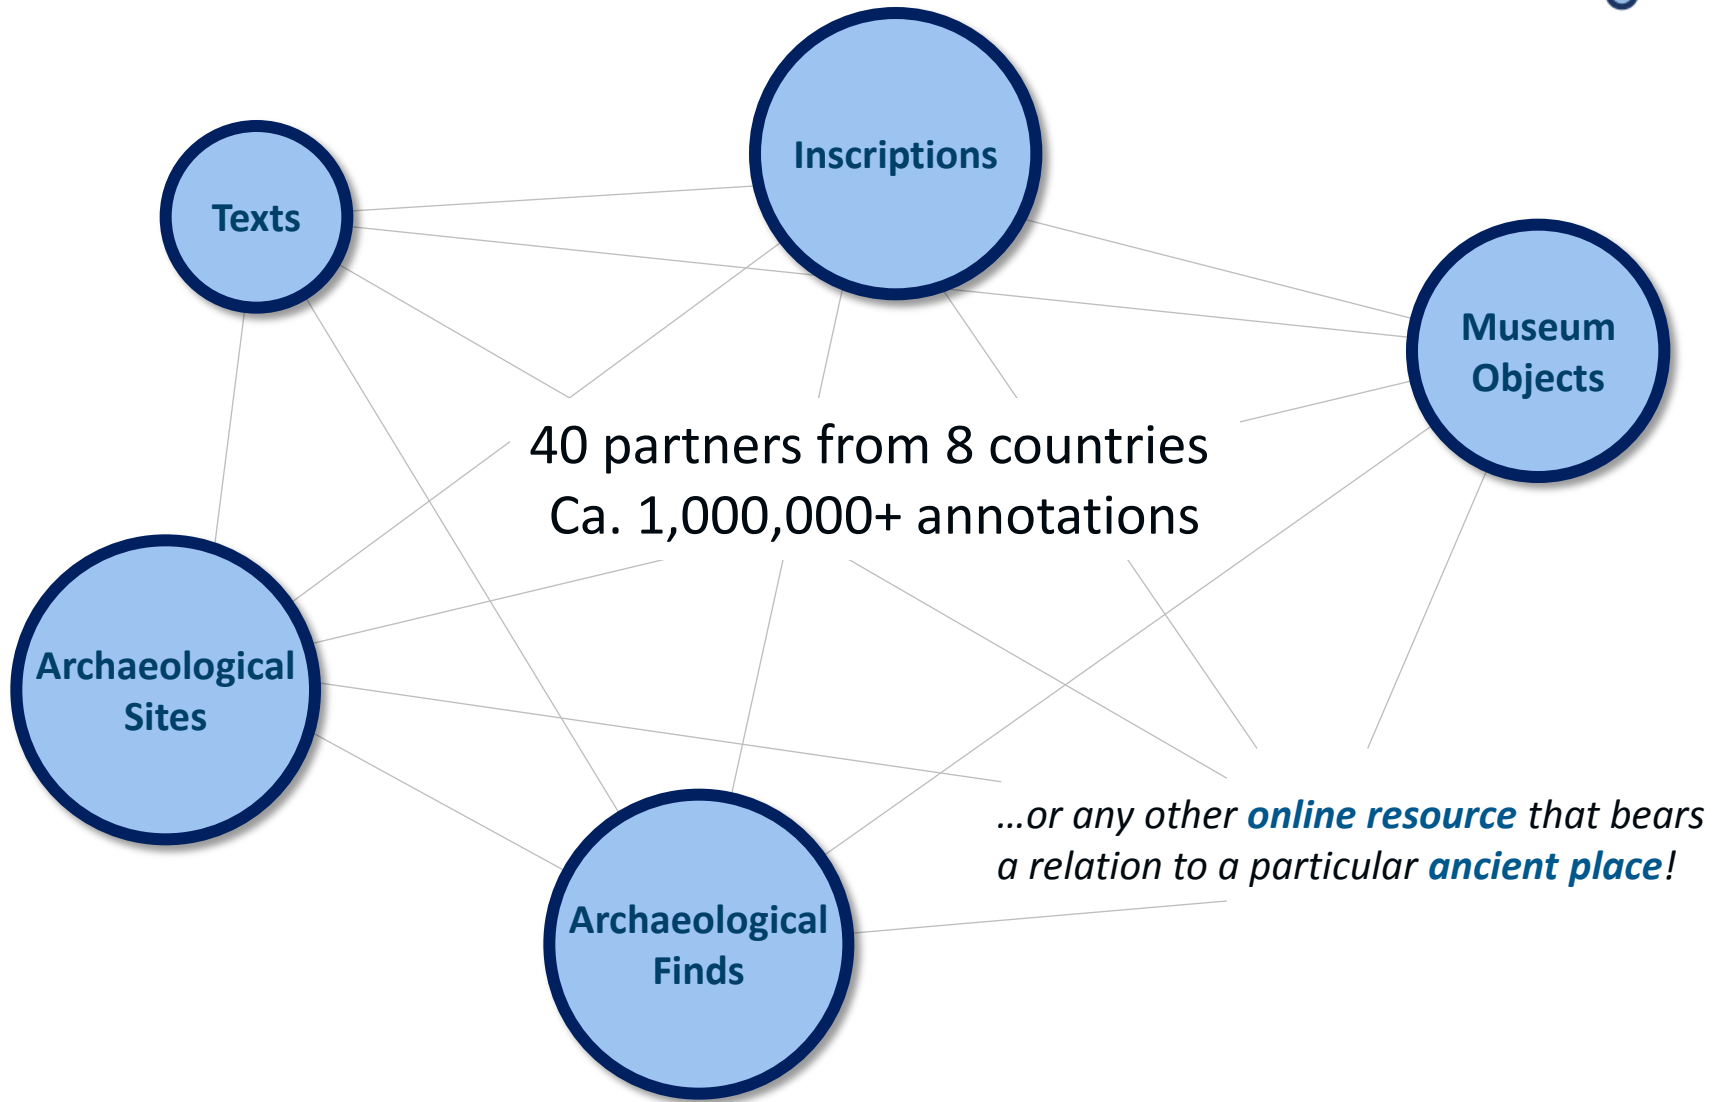 Inscriptions
Texts
Museum
Objects
40 partners from 8 countries
Ca. 1,000,000+ annotations
Archaeological
Sites
...or any other online resource that bears
a relation to a particular ancient place!
Archaeological
Finds